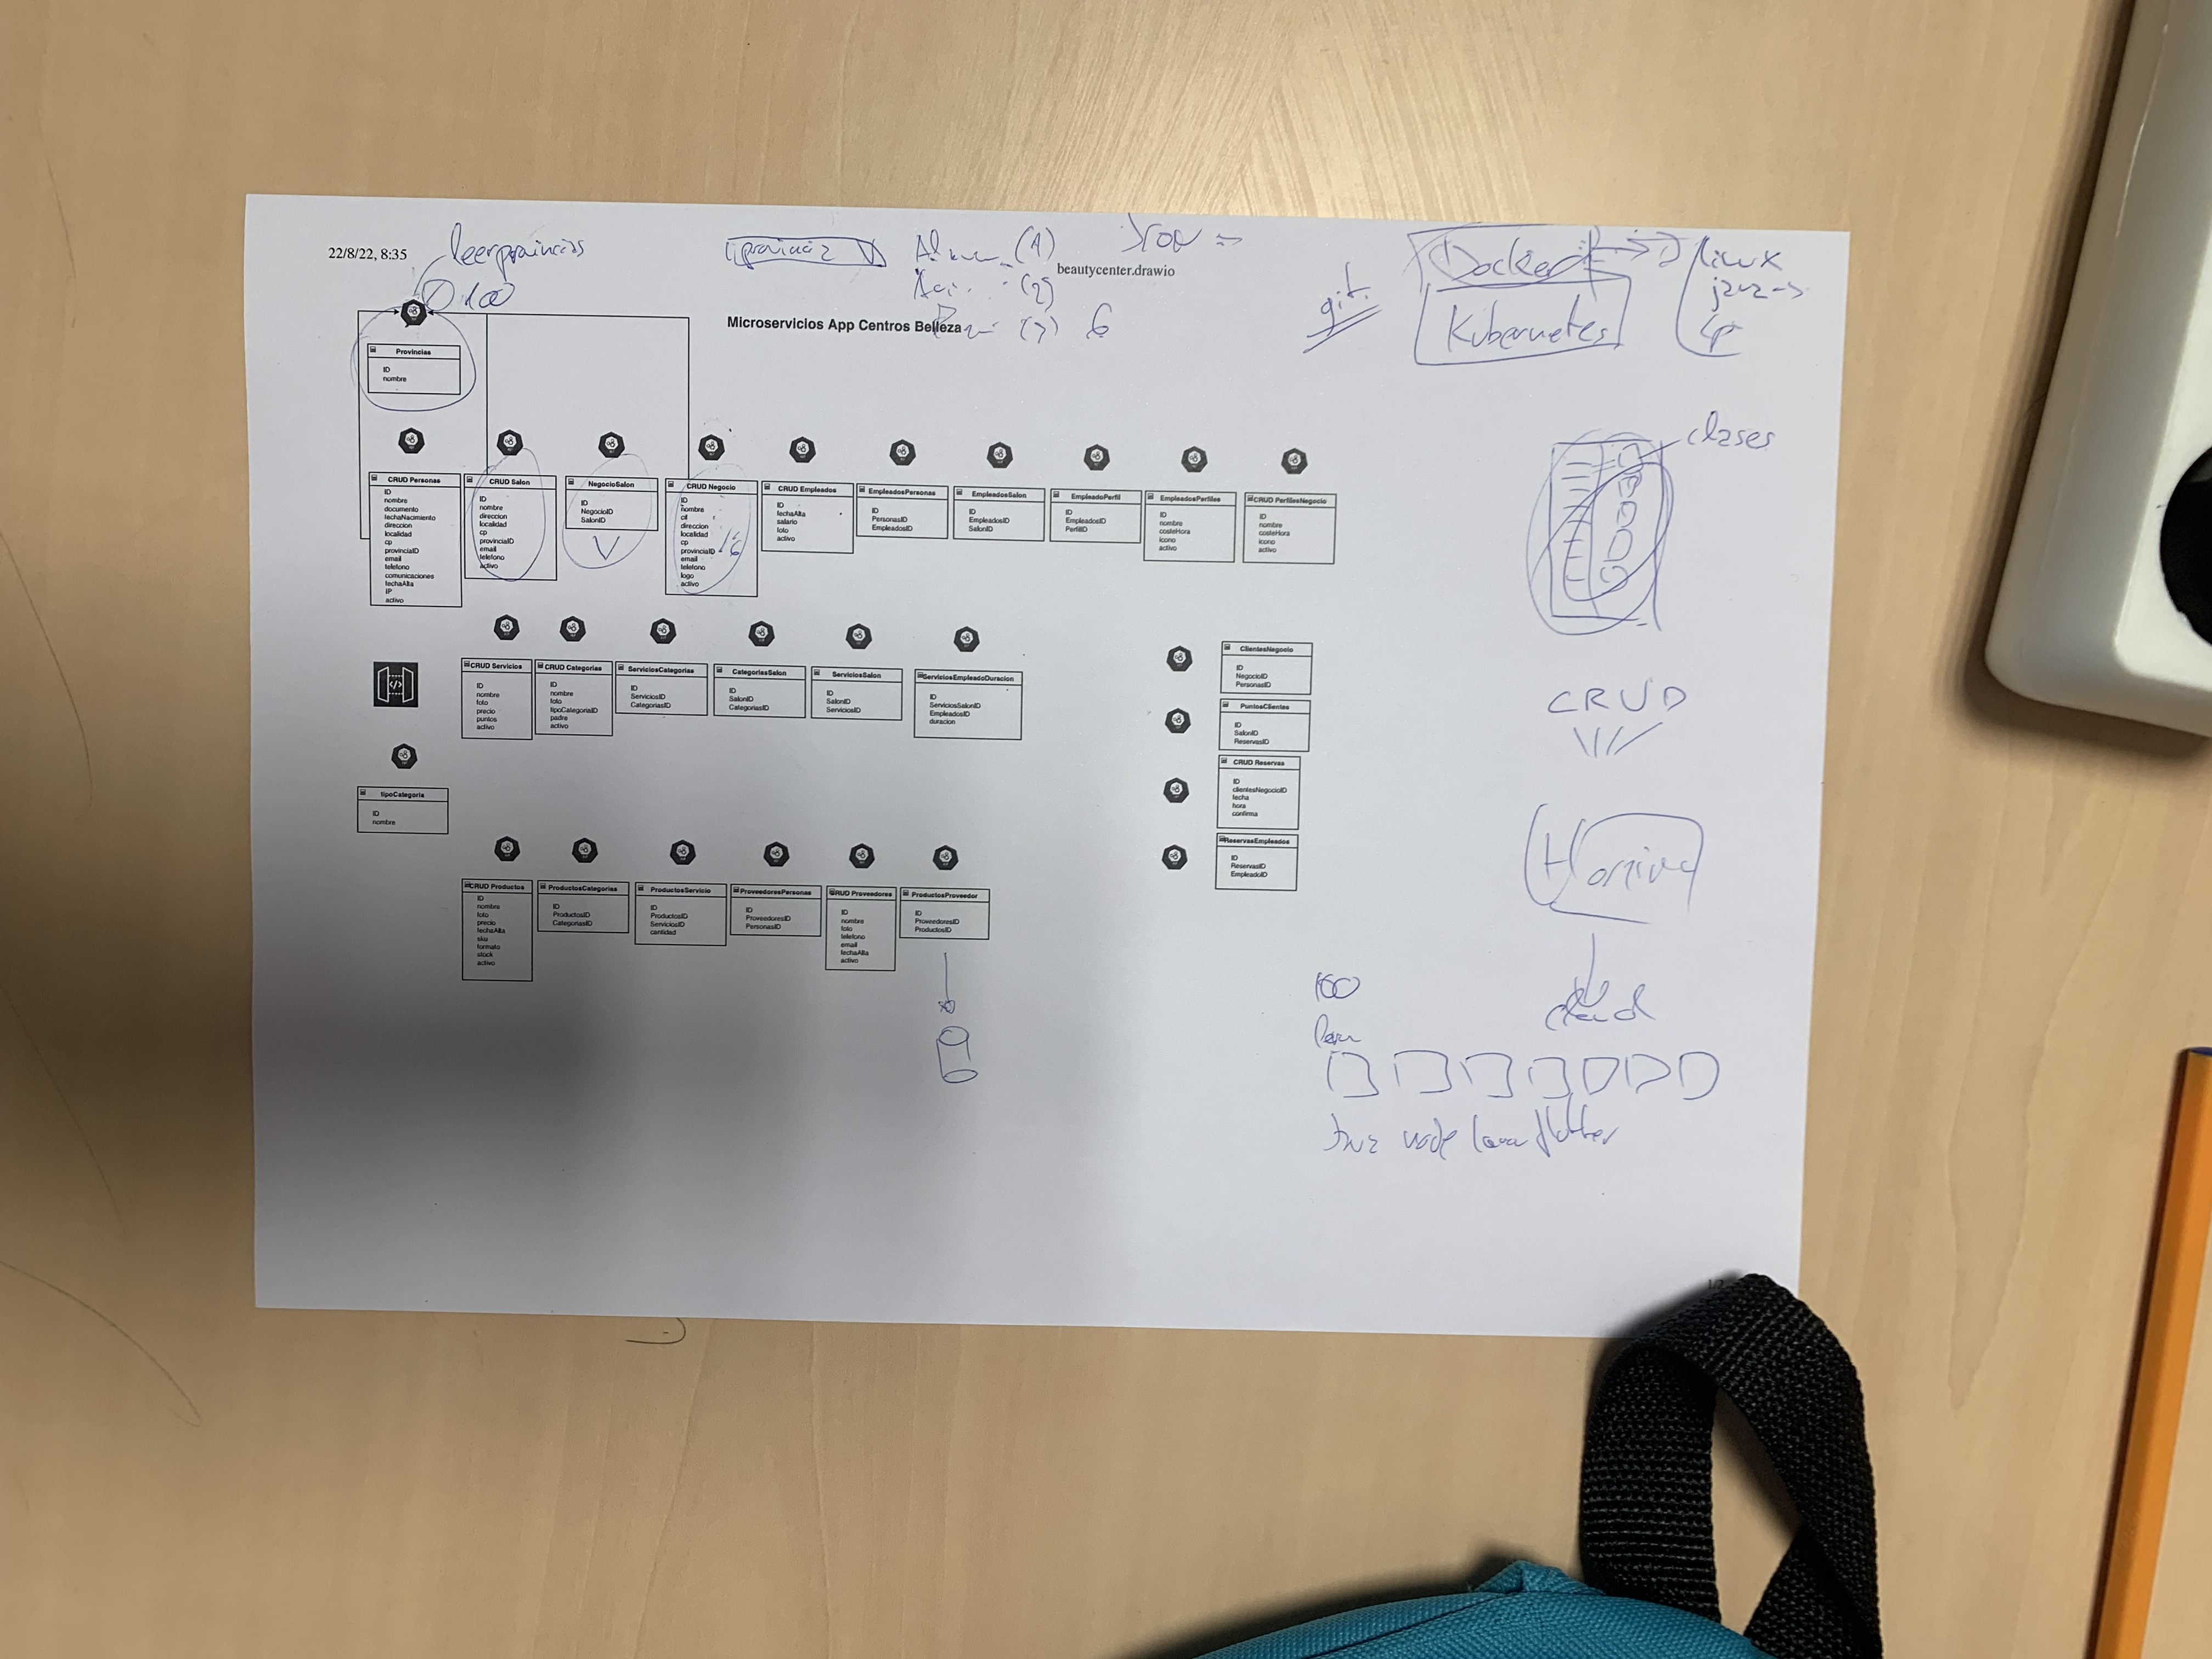 22/8/22, 8:35
leerprovincias
provincia
JSON
beautycenter.drawio
git
Docker
linux
java
Kubernetes
100
Microservicios App Centros Belleza
(2)
6
Provincias
ID
nombre
clases
CRUD Personas
ID
nombre
documento
fechaNacimiento
direccion
localidad
cp
provinciaID
email
telefono
comunicaciones
fechaAlta
IP
activo
CRUD Salon
ID
nombre
direccion
localidad
cp
provinciaID
email
telefono
activo
NegocioSalon
ID
NegocioID
SalonID
CRUD Negocio
ID
nombre
cif
direccion
localidad
cp
provinciaID
email
telefono
logo
activo
CRUD Empleados
ID
fechaAlta
salario
foto
activo
EmpleadosPersonas
ID
PersonasID
EmpleadosID
EmpleadosSalon
ID
EmpleadosID
SalonID
EmpleadoPerfil
ID
EmpleadosID
PerfilID
EmpleadosPerfiles
ID
nombre
costeHora
icono
activo
CRUD PerfilesNegocio
ID
nombre
costeHora
icono
activo
CRUD Servicios
ID
nombre
foto
precio
puntos
activo
CRUD Categorias
ID
nombre
foto
tipoCategoriaID
padre
activo
ServiciosCategorias
ID
ServiciosID
CategoriasID
CategoriasSalon
ID
SalonID
CategoriasID
ServiciosSalon
ID
SalonID
ServiciosID
ServiciosEmpleadoDuracion
ID
ServiciosSalonID
EmpleadosID
duracion
ClientesNegocio
ID
NegocioID
PersonasID
PuntosClientes
ID
SalonID
ReservasID
CRUD Reservas
ID
clientesNegocioID
fecha
hora
confirma
ReservasEmpleados
ID
ReservasID
EmpleadoID
CRUD
tipoCategoria
ID
nombre
CRUD Productos
ID
nombre
foto
precio
fechaAlta
sku
formato
stock
activo
ProductosCategorias
ID
ProductosID
CategoriasID
ProductosServicio
ID
ProductosID
ServiciosID
cantidad
ProveedoresPersonas
ID
ProveedoresID
PersonasID
CRUD Proveedores
ID
nombre
foto
telefono
email
fechaAlta
activo
ProductosProveedor
ID
ProveedoresID
ProductosID
cloud
100
node flutter
1/2